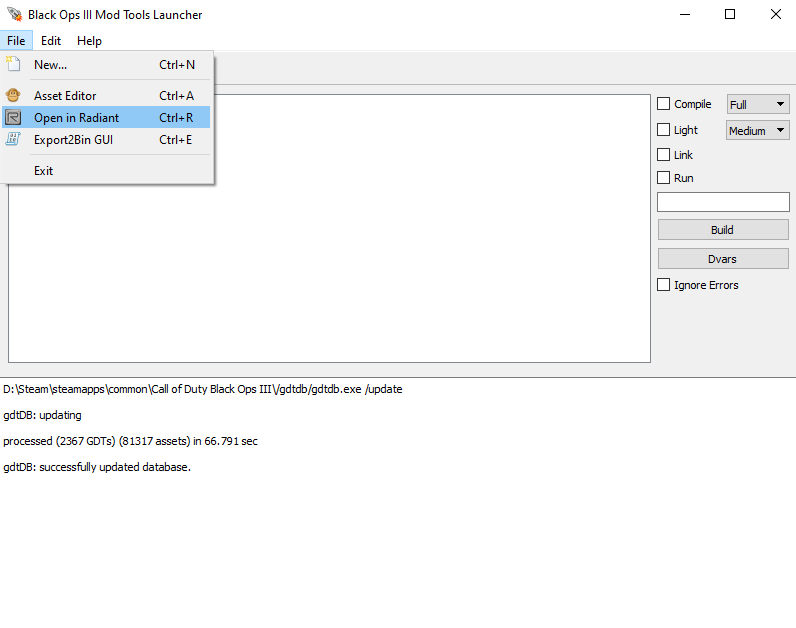 Black Ops III Mod Tools Launcher
File Edit Help
New... Ctrl+N
Asset Editor Ctrl+A
Open in Radiant Ctrl+R
Export2Bin GUI Ctrl+E
Exit
Compile Full
Light Medium
Link
Run
Build
Dvars
Ignore Errors
D:\Steam\steamapps\common\Call of Duty Black Ops III\/gdtdb/gdtdb.exe /update
gdtDB: updating
processed (2367 GDTs) (81317 assets) in 66.791 sec
gdtDB: successfully updated database.